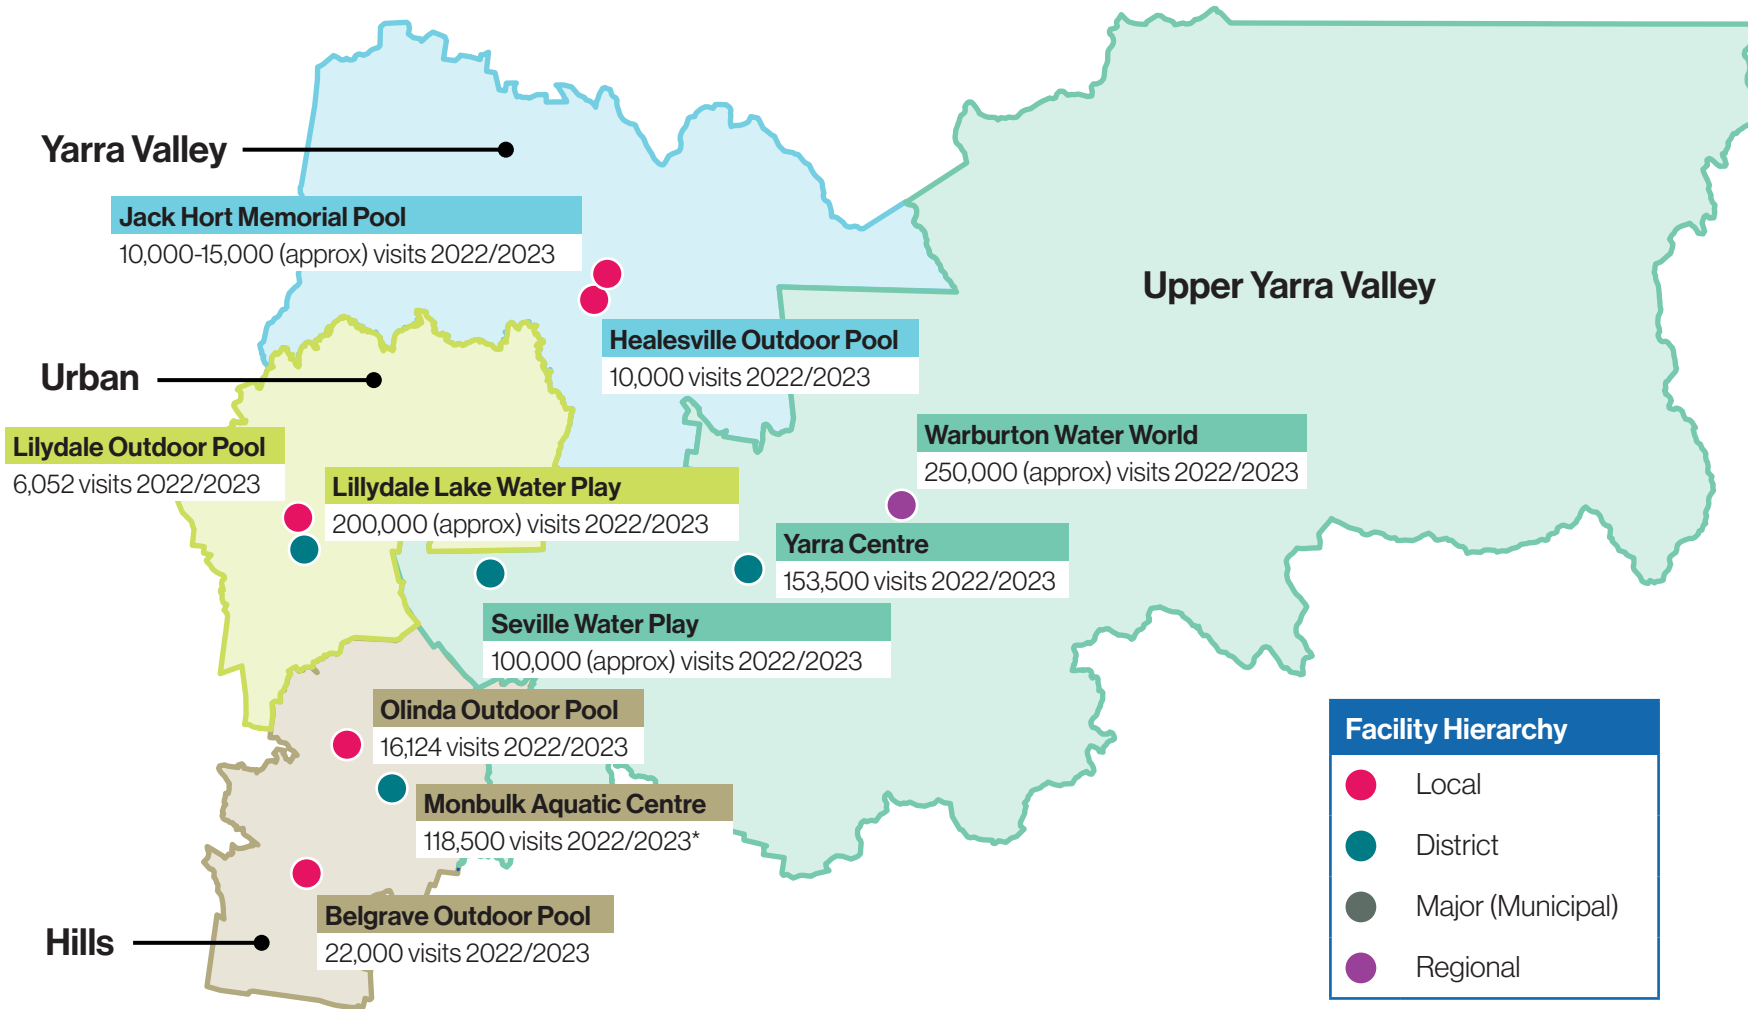 Yarra Valley
Jack Hort Memorial Pool
10,000-15,000 (approx) visits 2022/2023
Upper Yarra Valley
Healesville Outdoor Pool
10,000 visits 2022/2023
Urban
Lilydale Outdoor Pool
6,052 visits 2022/2023
Lillydale Lake Water Play
200,000 (approx) visits 2022/2023
Warburton Water World
250,000 (approx) visits 2022/2023
Yarra Centre
153,500 visits 2022/2023
Seville Water Play
100,000 (approx) visits 2022/2023
Olinda Outdoor Pool
16,124 visits 2022/2023
Monbulk Aquatic Centre
118,500 visits 2022/2023*
Belgrave Outdoor Pool
22,000 visits 2022/2023
Hills
Facility Hierarchy
Local
District
Major (Municipal)
Regional